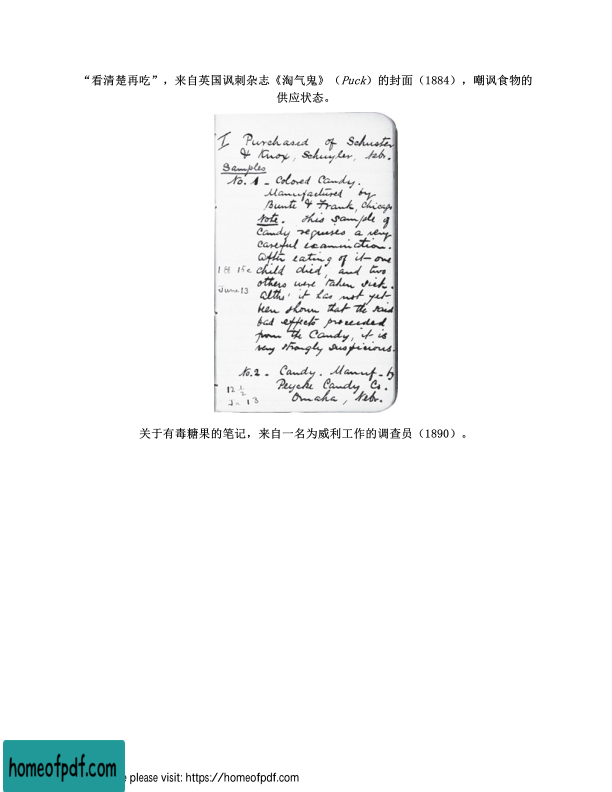 “看清楚再吃”，来自英国讽刺杂志《淘气鬼》（Puck）的封面（1884），嘲讽食物的
供应状态。
I Purchased of Schuster
& Knox, Schuyler, Nebr.
Samples
No. 1 - Colored Candy.
Manufactured by
Bunte & Frank, Chicago
Note. This sample of
Candy requires a very
careful examination.
After eating of it one
1 lb 15c child died, and two
June 13 others were taken sick.
Altho' it has not yet
been shown that the said
bad effects proceeded
from the Candy, it is
very strongly suspicious.
No. 2 - Candy. Manuf- by
Peycke Candy Co.
12 1/2 Omaha, Nebr.
Ju 13
关于有毒糖果的笔记，来自一名为威利工作的调查员（1890）。
homeofpdf.com
e please visit: https://homeofpdf.com